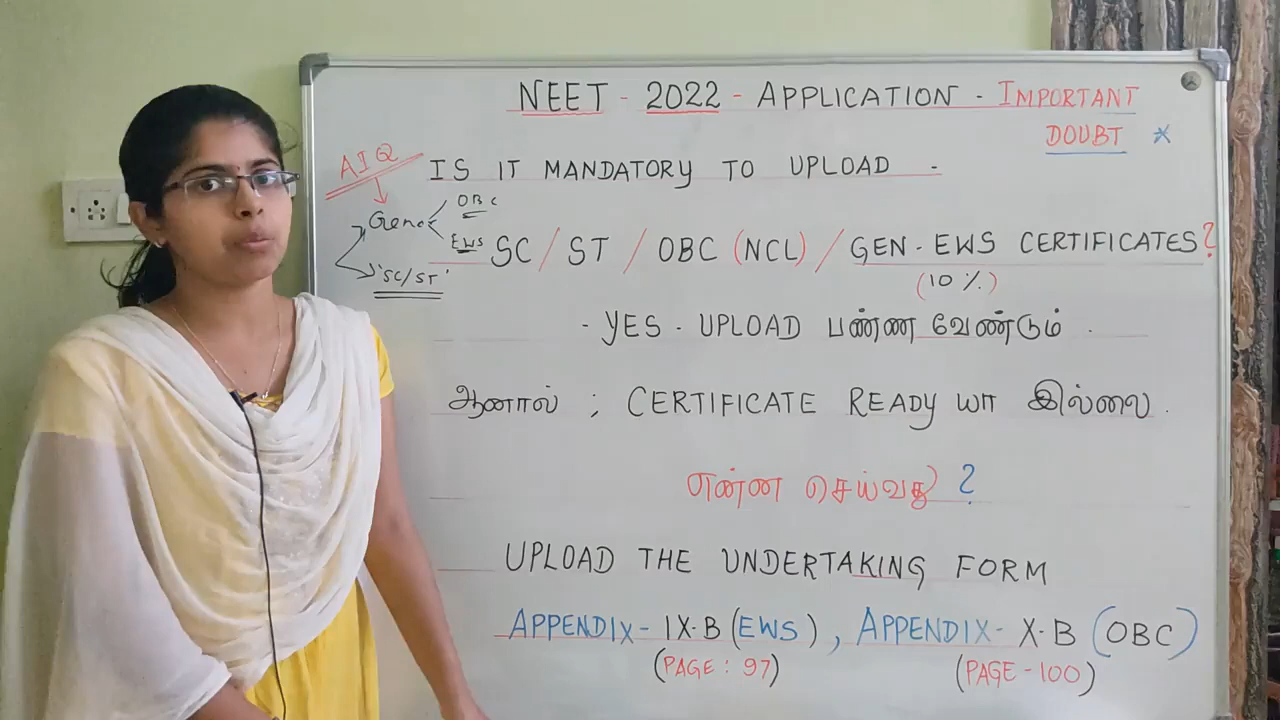 NEET - 2022 - APPLICATION - IMPORTANT
DOUBT *
AIQ
IS IT MANDATORY TO UPLOAD -
OBC
Gene
EWS
'SC/ST'
SC / ST / OBC (NCL) / GEN - EWS CERTIFICATES?
(10 %)
- YES - UPLOAD பண்ண வேண்டும் .
ஆனால் ; CERTIFICATE READY யா இல்லை .
என்ன செய்வது ?
UPLOAD THE UNDERTAKING FORM
APPENDIX - IX-B (EWS) , APPENDIX - X-B (OBC)
(PAGE : 97) (PAGE - 100)